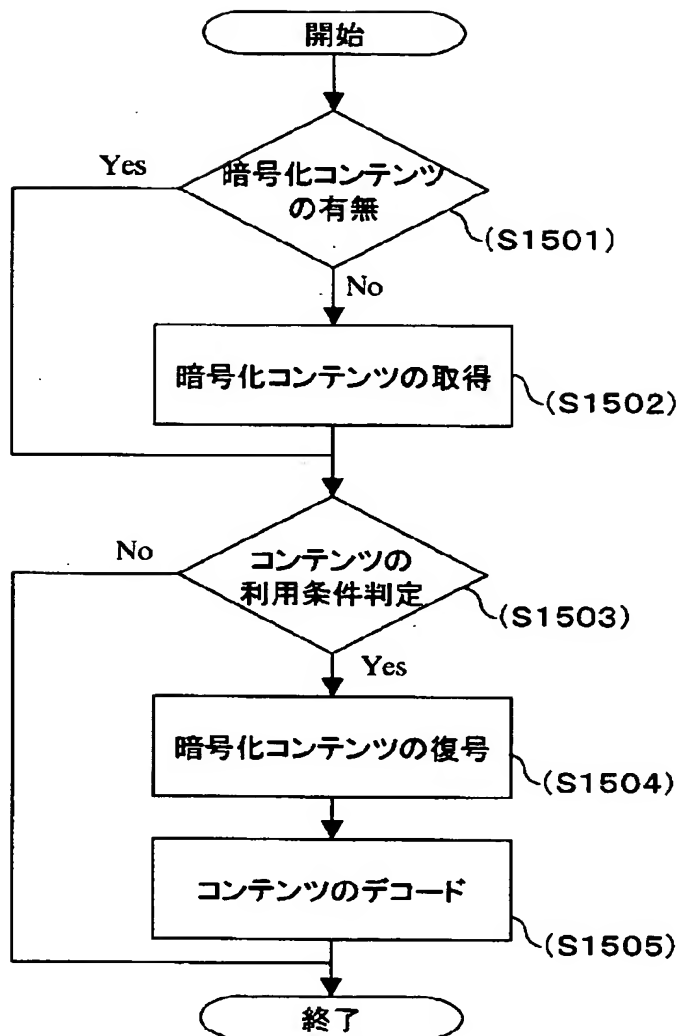 開始
Yes
暗号化コンテンツ
の有無
(S1501)
No
暗号化コンテンツの取得
(S1502)
No
コンテンツの
利用条件判定
(S1503)
Yes
暗号化コンテンツの復号
(S1504)
コンテンツのデコード
(S1505)
終了